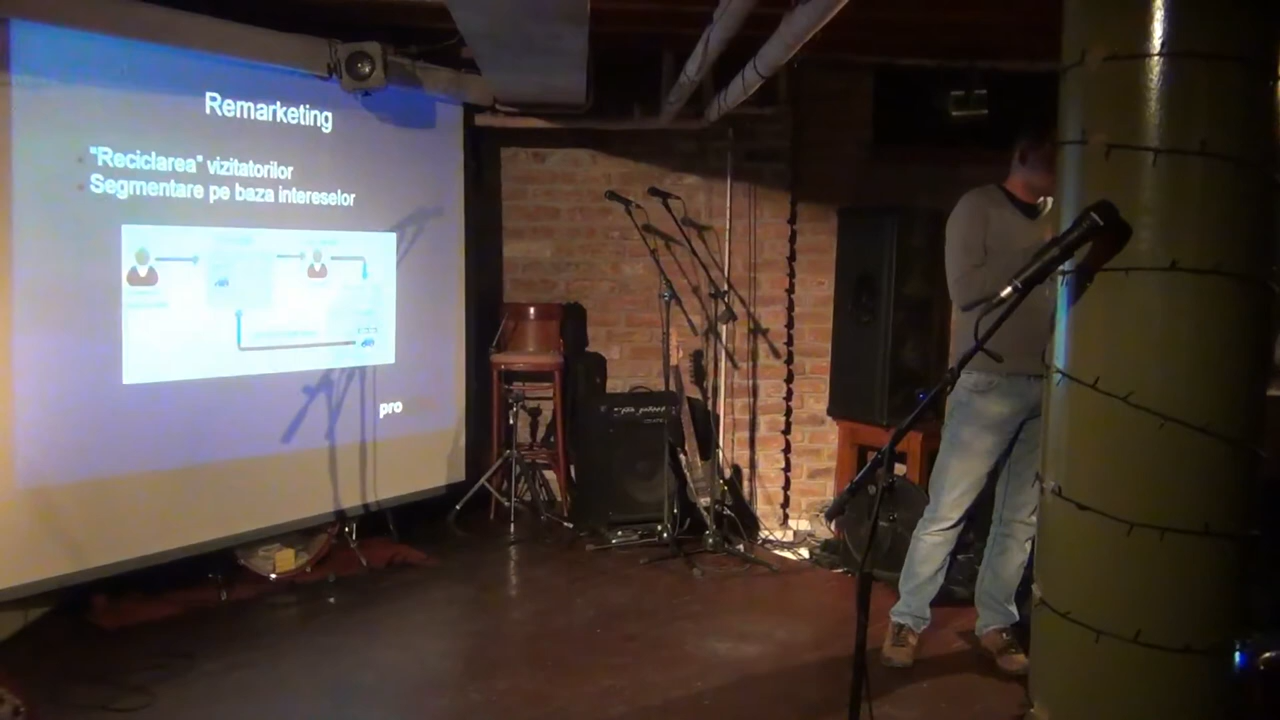 Remarketing
"Reciclarea" vizitatorilor
Segmentare pe baza intereselor
pro